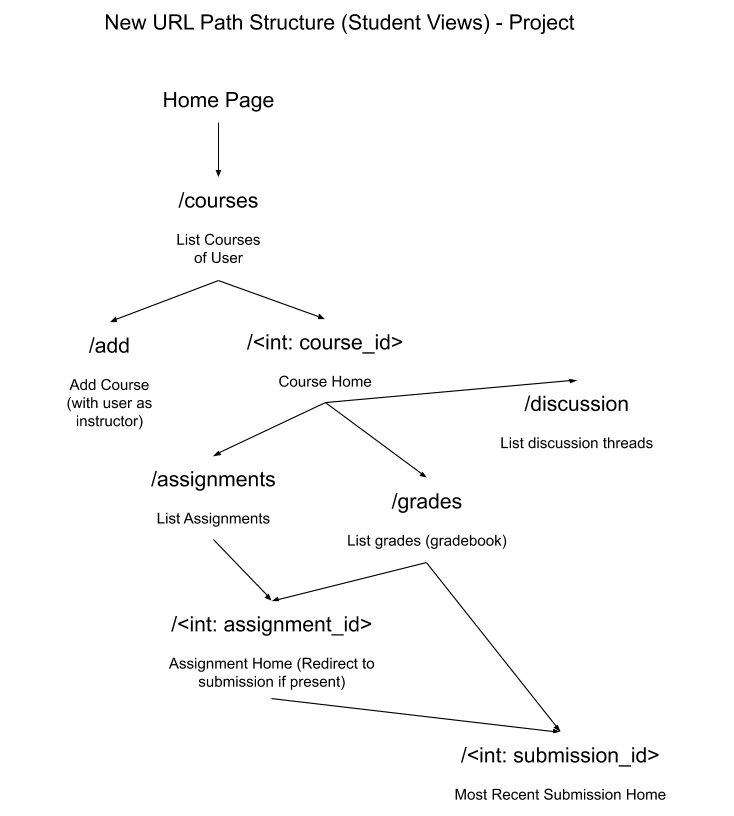 New URL Path Structure (Student Views) - Project
Home Page
/courses
List Courses
of User
/add
Add Course
(with user as
instructor)
/<int: course_id>
Course Home
/discussion
List discussion threads
/assignments
List Assignments
/grades
List grades (gradebook)
/<int: assignment_id>
Assignment Home (Redirect to
submission if present)
/<int: submission_id>
Most Recent Submission Home